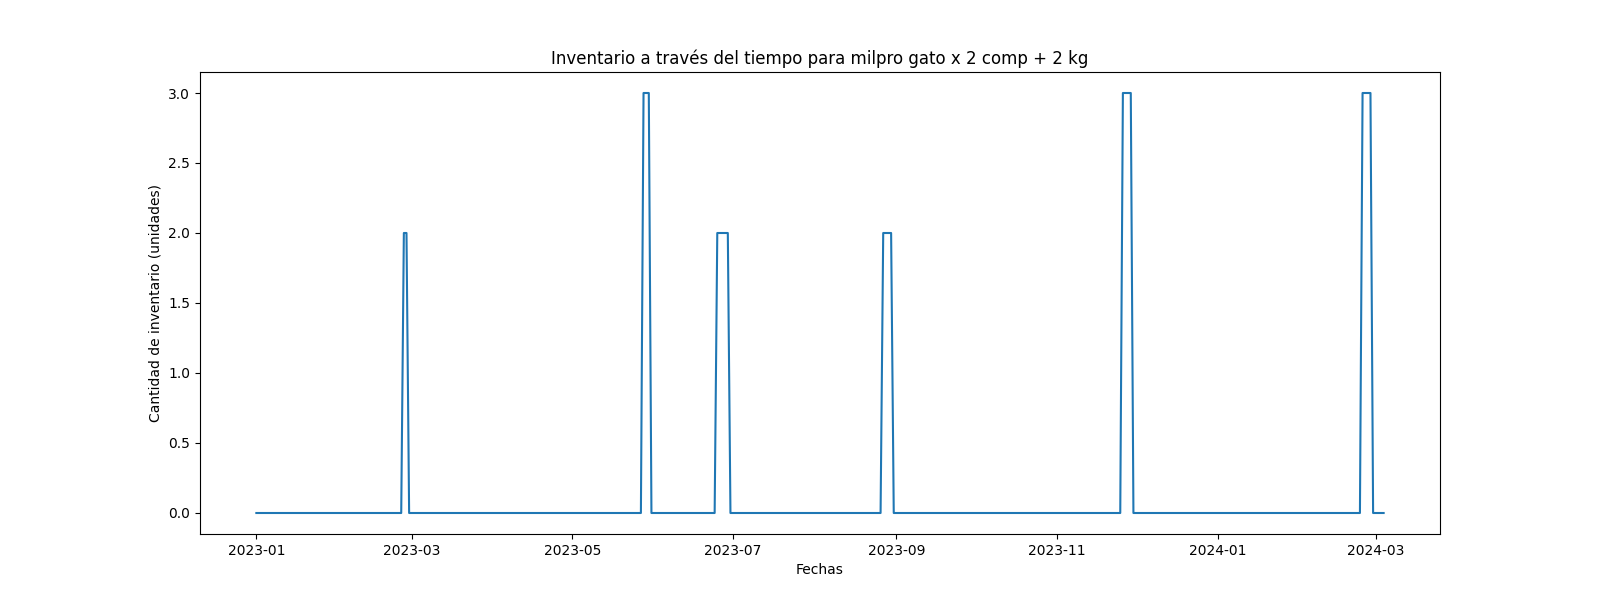 Inventario a través del tiempo para milpro gato x 2 comp + 2 kg
Cantidad de inventario (unidades)
3.0
2.5
2.0
1.5
1.0
0.5
0.0
2023-01 2023-03 2023-05 2023-07 2023-09 2023-11 2024-01 2024-03
Fechas